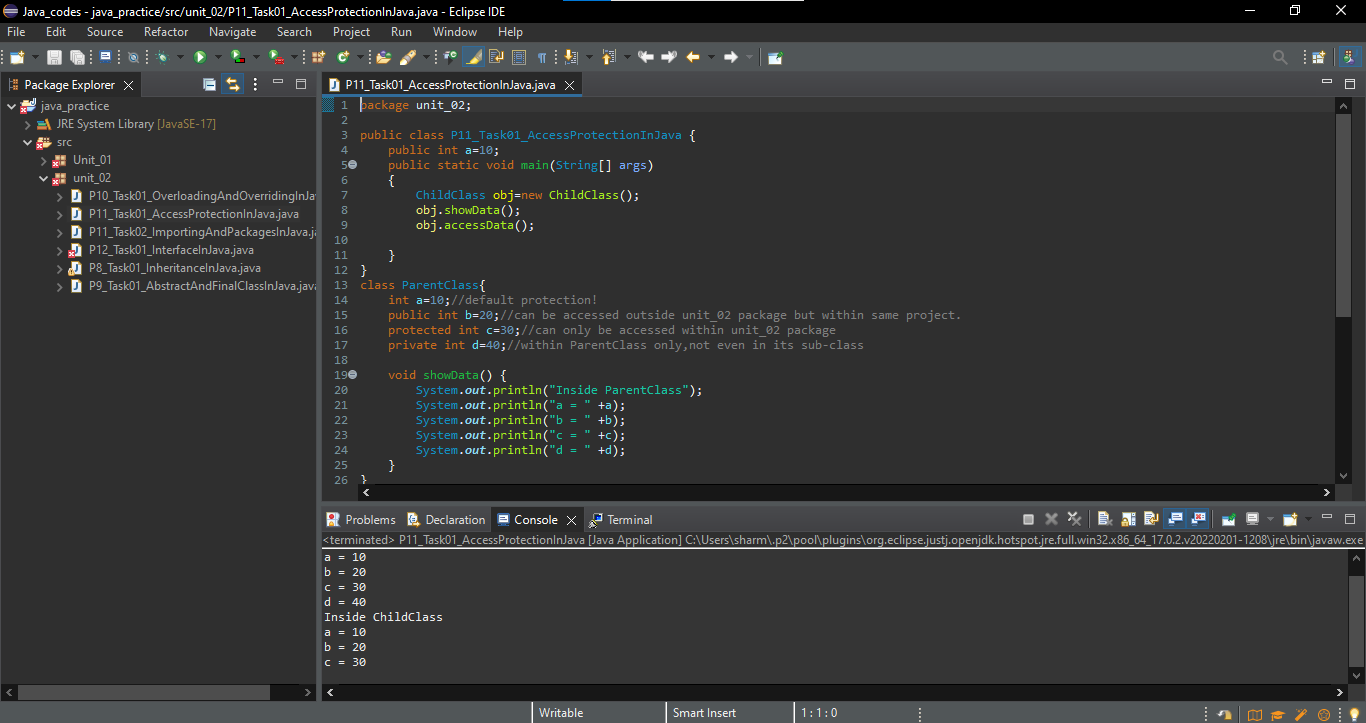 Java_codes - java_practice/src/unit_02/P11_Task01_AccessProtectionInJava.java - Eclipse IDE
File Edit Source Refactor Navigate Search Project Run Window Help
Package Explorer
java_practice
JRE System Library [JavaSE-17]
src
Unit_01
unit_02
P10_Task01_OverloadingAndOverridingInJa
P11_Task01_AccessProtectionInJava.java
P11_Task02_ImportingAndPackagesInJava.j
P12_Task01_InterfaceInJava.java
P8_Task01_InheritanceInJava.java
P9_Task01_AbstractAndFinalClassInJava.java
P11_Task01_AccessProtectionInJava.java
1 package unit_02;
2
3 public class P11_Task01_AccessProtectionInJava {
4 public int a=10;
5 public static void main(String[] args)
6 {
7 ChildClass obj=new ChildClass();
8 obj.showData();
9 obj.accessData();
10
11 }
12 }
13 class ParentClass{
14 int a=10;//default protection!
15 public int b=20;//can be accessed outside unit_02 package but within same project.
16 protected int c=30;//can only be accessed within unit_02 package
17 private int d=40;//within ParentClass only,not even in its sub-class
18
19 void showData() {
20 System.out.println("Inside ParentClass");
21 System.out.println("a = " +a);
22 System.out.println("b = " +b);
23 System.out.println("c = " +c);
24 System.out.println("d = " +d);
25 }
26 }
Problems Declaration Console Terminal
<terminated> P11_Task01_AccessProtectionInJava [Java Application] C:\Users\sharm\.p2\pool\plugins\org.eclipse.justj.openjdk.hotspot.jre.full.win32.x86_64_17.0.2.v20220201-1208\jre\bin\javaw.exe
a = 10
b = 20
c = 30
d = 40
Inside ChildClass
a = 10
b = 20
c = 30
Writable Smart Insert 1 : 1 : 0